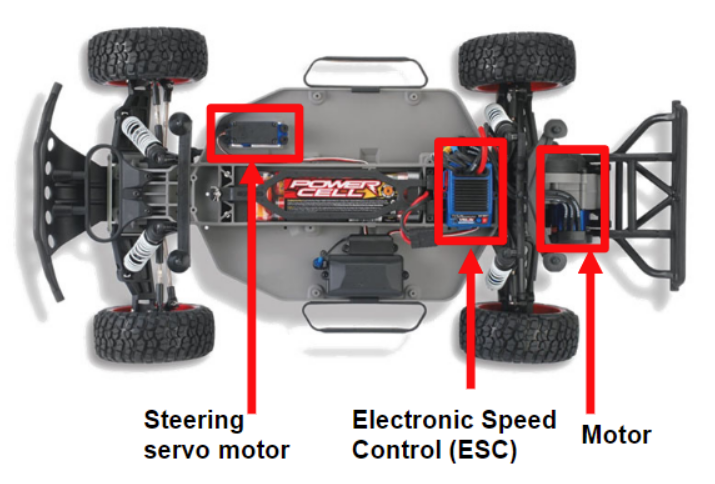 POWER
CELL
Steering
servo motor
Electronic Speed
Control (ESC)
Motor